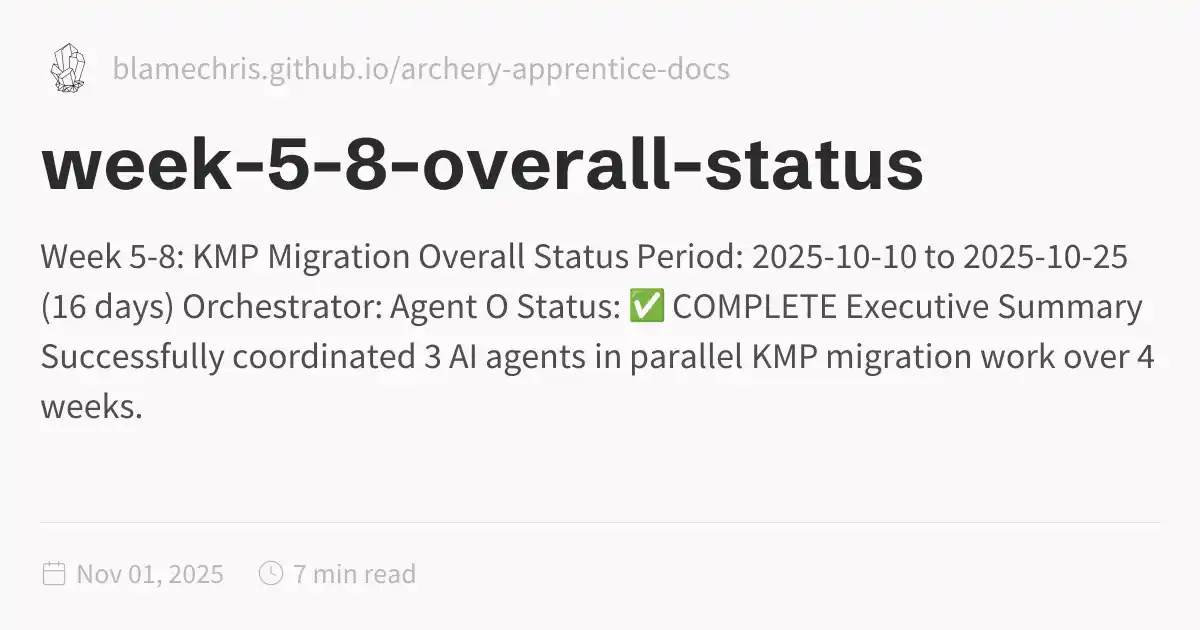 blamechris.github.io/archery-apprentice-docs
week-5-8-overall-status
Week 5-8: KMP Migration Overall Status Period: 2025-10-10 to 2025-10-25
(16 days) Orchestrator: Agent O Status: ✅ COMPLETE Executive Summary
Successfully coordinated 3 AI agents in parallel KMP migration work over 4
weeks.
Nov 01, 2025
7 min read